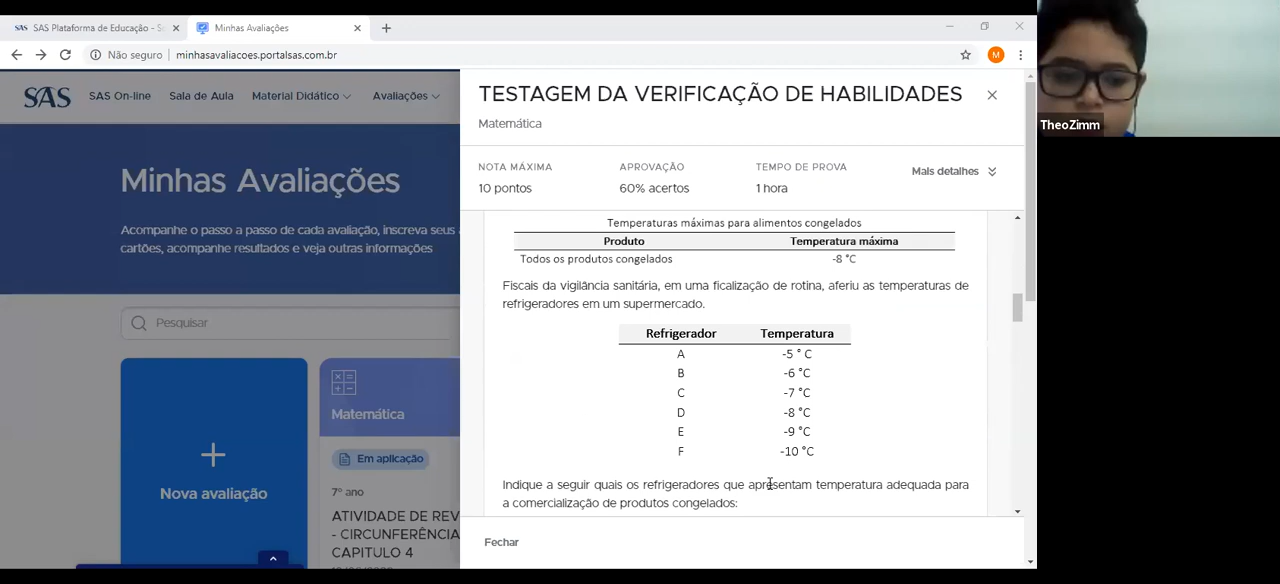 SAS SAS Plataforma de Educação - S
Minhas Avaliações
Não seguro minhasavaliacoes.portalsas.com.br
M
SAS
SAS On-line Sala de Aula Material Didático Avaliações
Minhas Avaliações
Acompanhe o passo a passo de cada avaliação, inscreva seus a
cartões, acompanhe resultados e veja outras informações
Pesquisar
Nova avaliação
Matemática
Em aplicação
7º ano
ATIVIDADE DE REV
- CIRCUNFERÊNCIA
CAPITULO 4
TESTAGEM DA VERIFICAÇÃO DE HABILIDADES
Matemática
NOTA MÁXIMA APROVAÇÃO TEMPO DE PROVA
10 pontos 60% acertos 1 hora
Mais detalhes
Temperaturas máximas para alimentos congelados
Produto Temperatura máxima
Todos os produtos congelados -8 °C
Fiscais da vigilância sanitária, em uma ficalização de rotina, aferiu as temperaturas de
refrigeradores em um supermercado.
Refrigerador Temperatura
A -5 ° C
B -6 °C
C -7 °C
D -8 °C
E -9 °C
F -10 °C
Indique a seguir quais os refrigeradores que apresentam temperatura adequada para
a comercialização de produtos congelados:
Fechar
TheoZimm